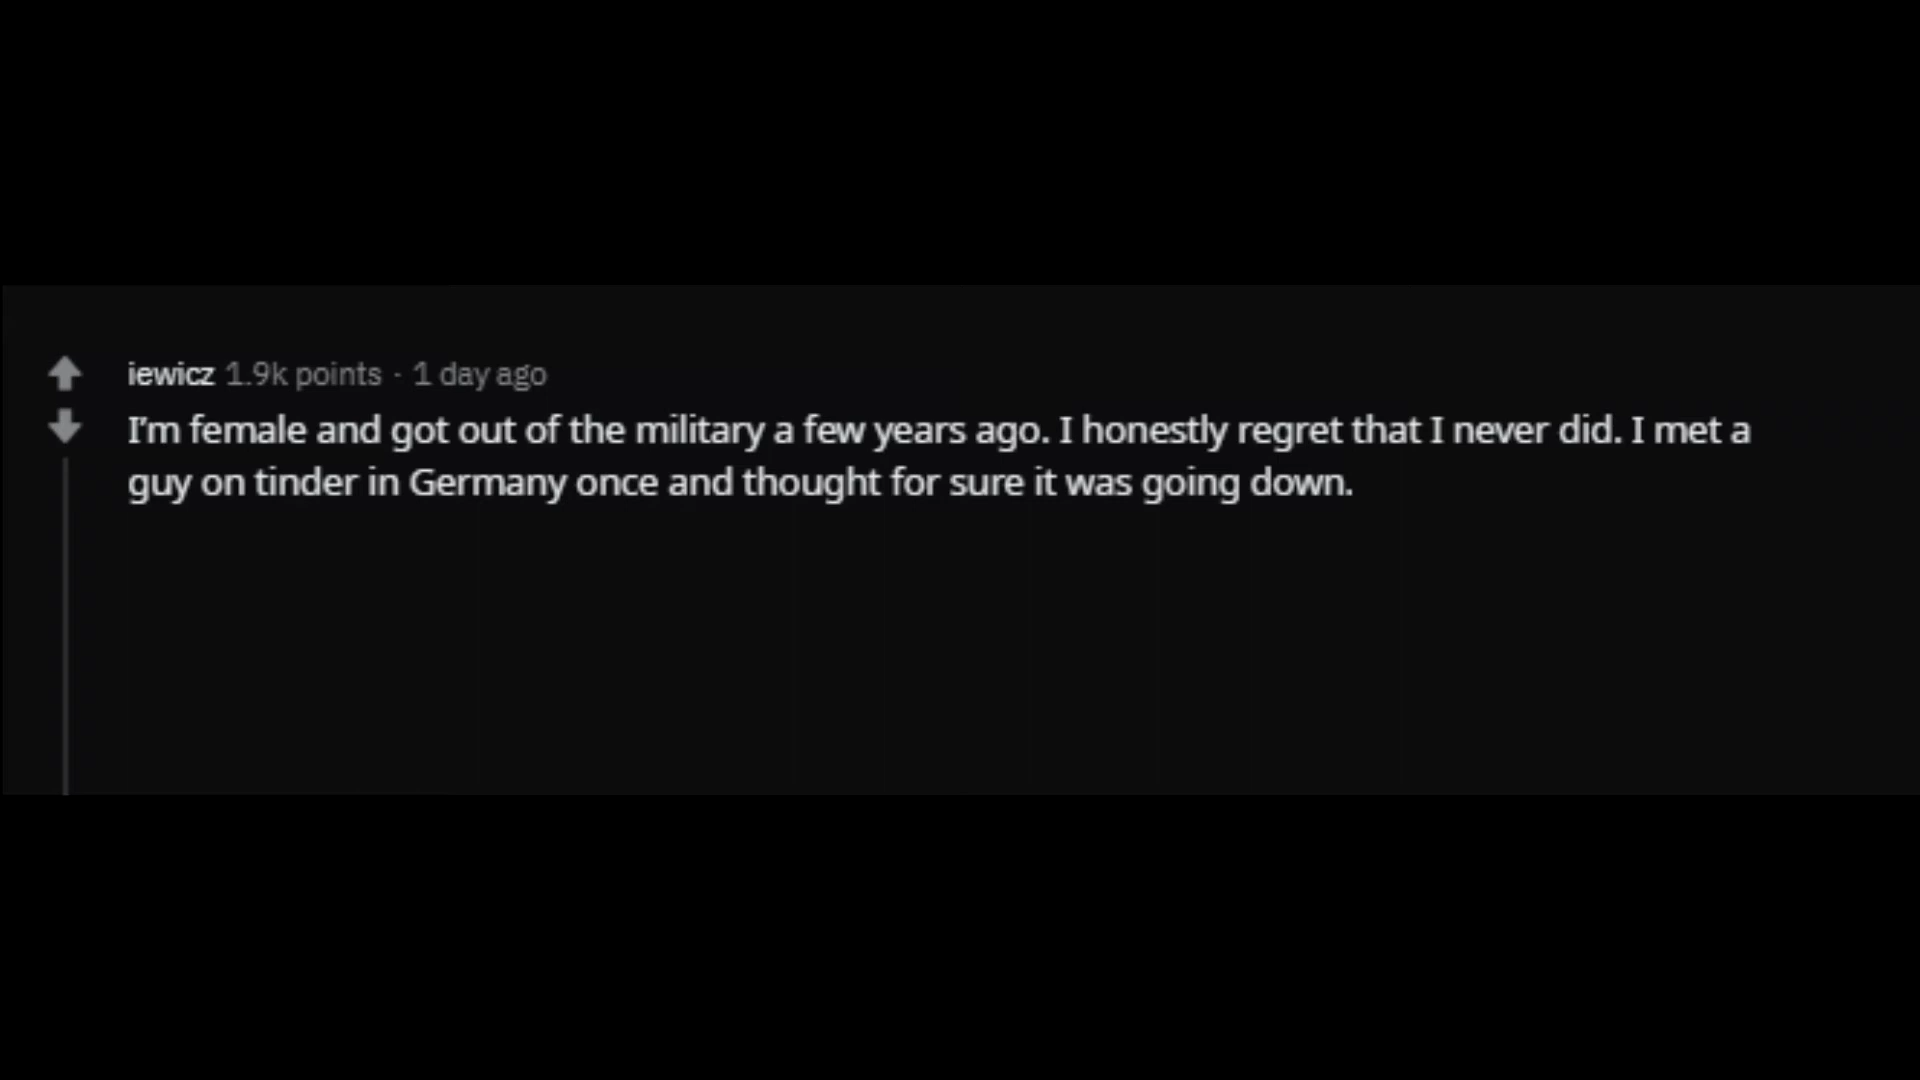 iewicz 1.9k points · 1 day ago
I'm female and got out of the military a few years ago. I honestly regret that I never did. I met a
guy on tinder in Germany once and thought for sure it was going down.